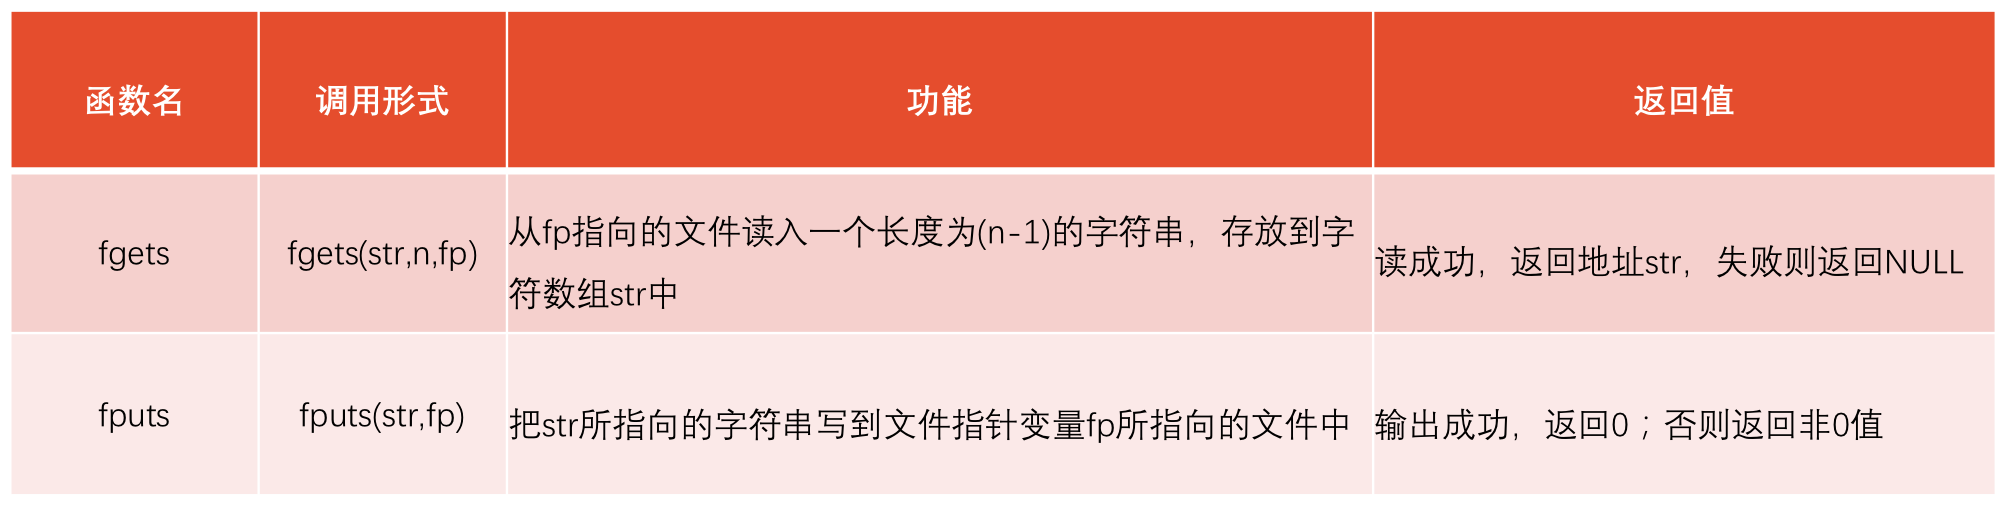 函数名
调用形式
功能
返回值
fgets
fgets(str,n,fp)
从fp指向的文件读入一个长度为(n-1)的字符串，存放到字
符数组str中
读成功，返回地址str，失败则返回NULL
fputs
fputs(str,fp)
把str所指向的字符串写到文件指针变量fp所指向的文件中
输出成功，返回0；否则返回非0值